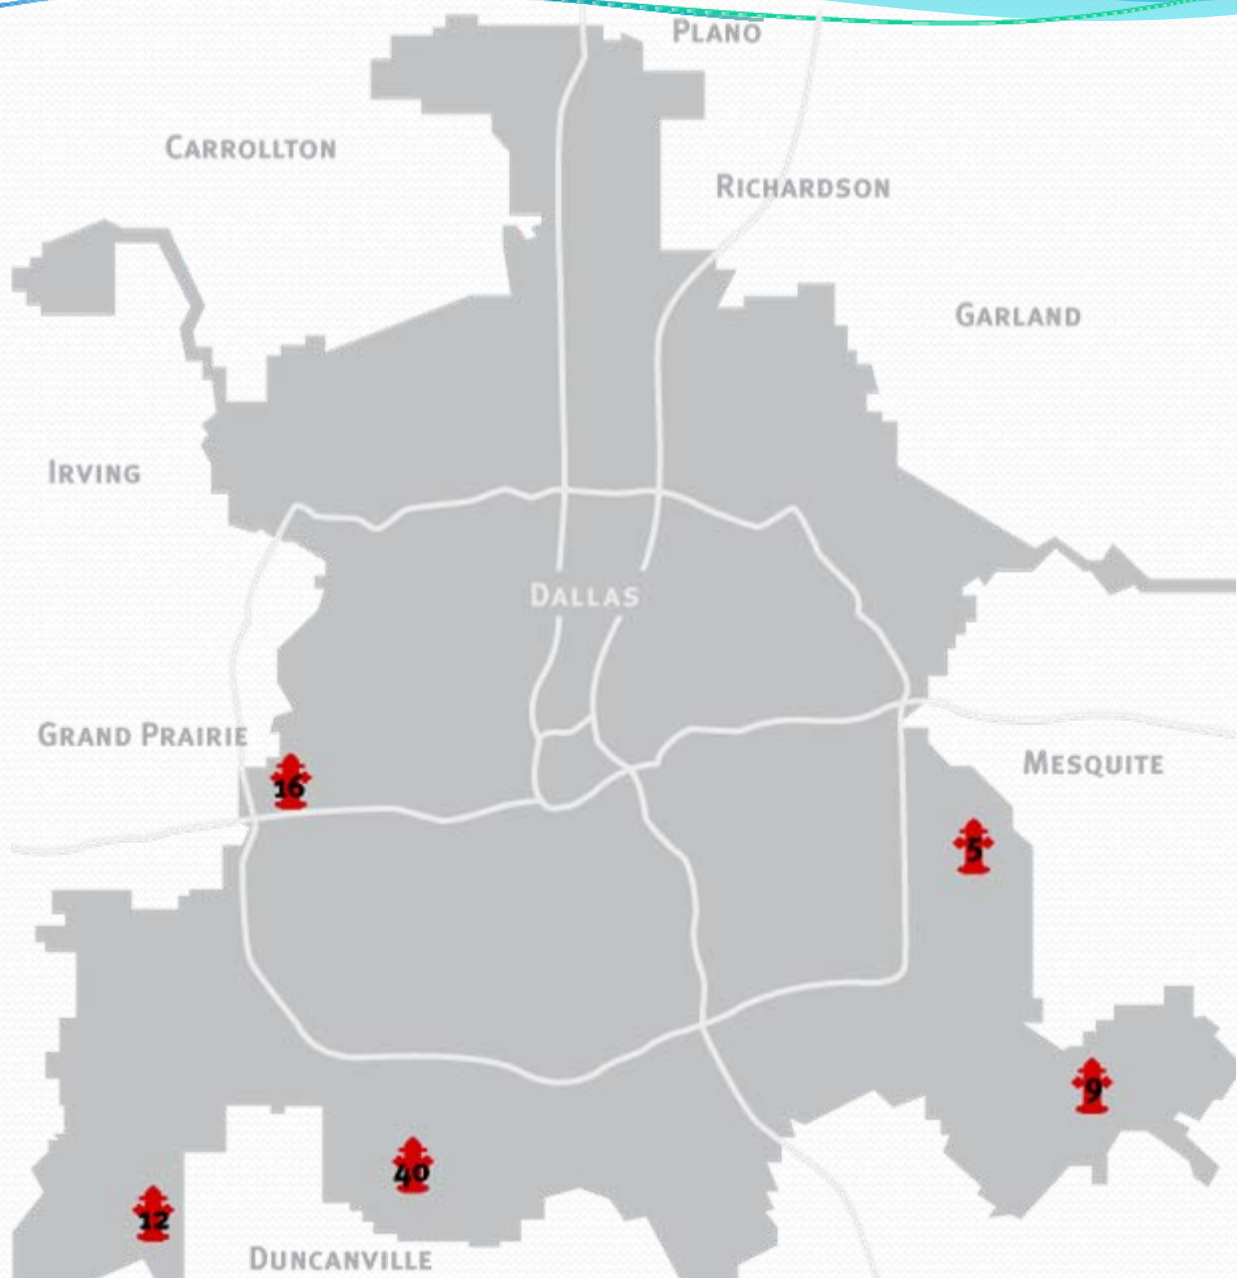 PLANO
CARROLLTON
RICHARDSON
GARLAND
IRVING
DALLAS
GRAND PRAIRIE
MESQUITE
16
5
9
40
12
DUNCANVILLE